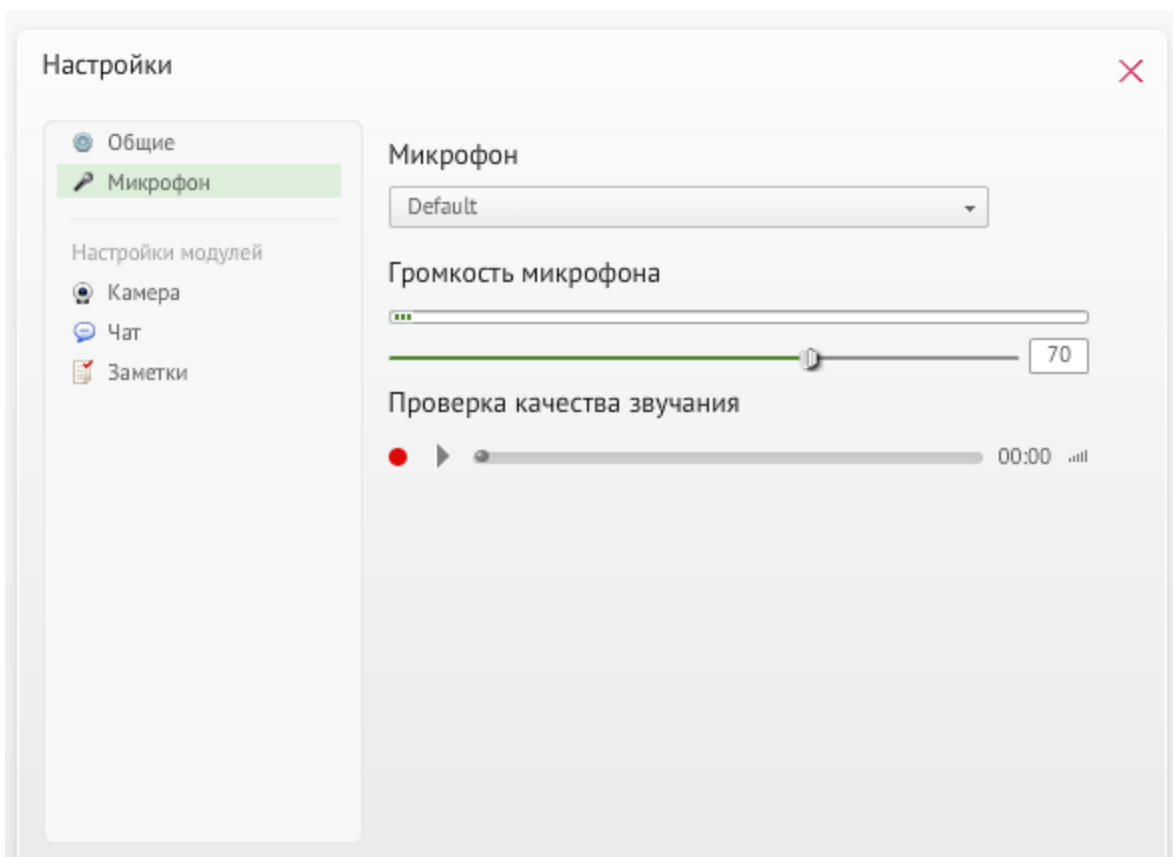 Настройки
Общие
Микрофон
Настройки модулей
Камера
Чат
Заметки
Микрофон
Default
Громкость микрофона
70
Проверка качества звучания
00:00